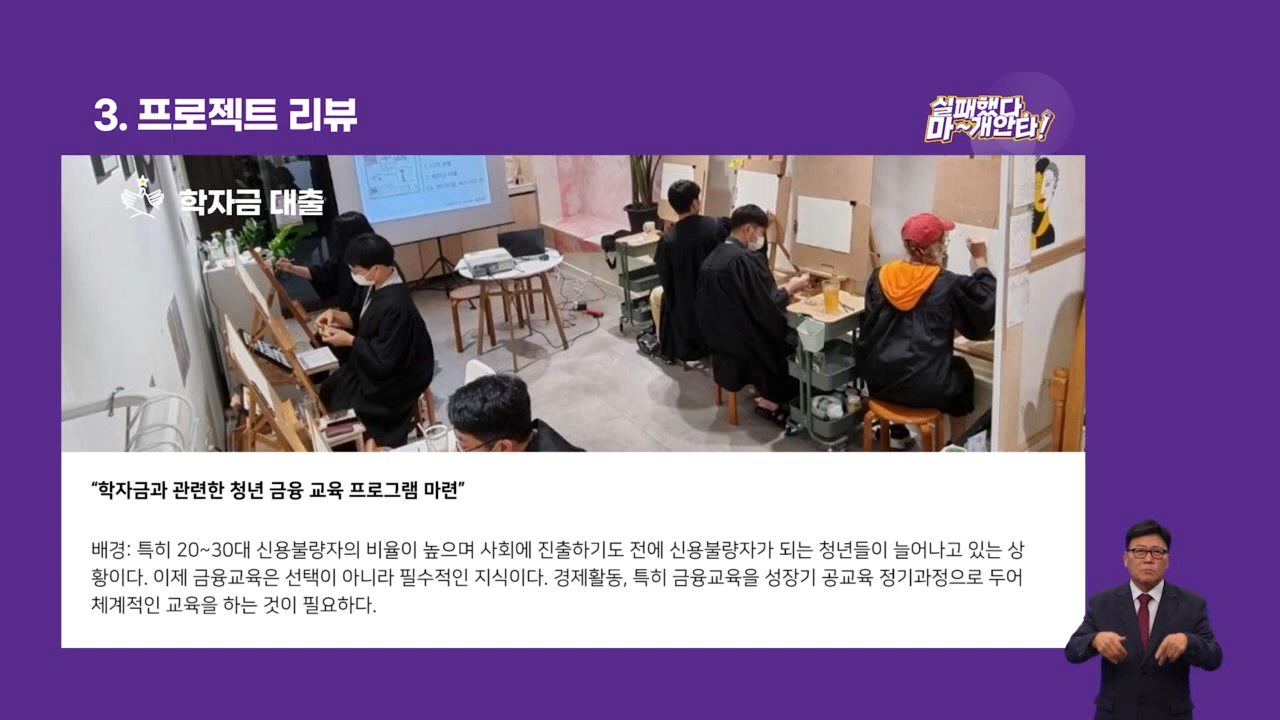 3. 프로젝트 리뷰
실패했다
마~개안타!
학자금 대출
“학자금과 관련한 청년 금융 교육 프로그램 마련”
배경: 특히 20~30대 신용불량자의 비율이 높으며 사회에 진출하기도 전에 신용불량자가 되는 청년들이 늘어나고 있는 상
황이다. 이제 금융교육은 선택이 아니라 필수적인 지식이다. 경제활동, 특히 금융교육을 성장기 공교육 정기과정으로 두어
체계적인 교육을 하는 것이 필요하다.